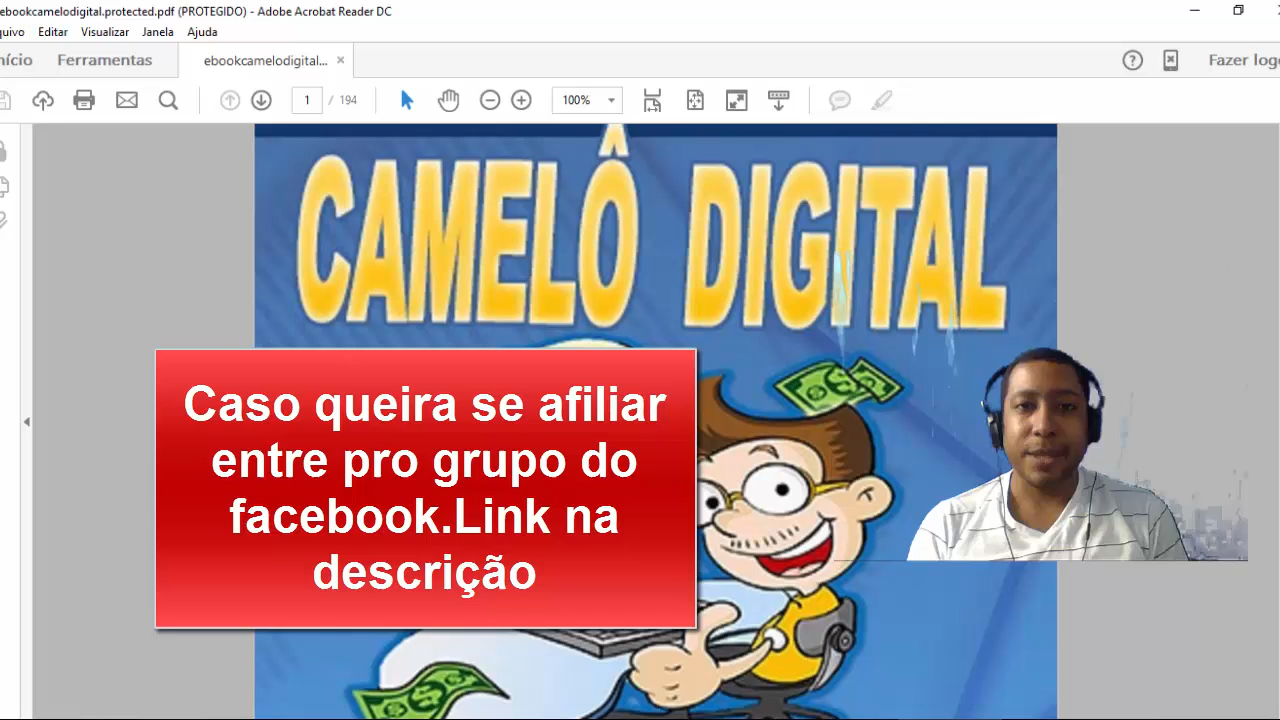 ebookcamelodigital.protected.pdf (PROTEGIDO) - Adobe Acrobat Reader DC
quivo Editar Visualizar Janela Ajuda
nício Ferramentas ebookcamelodigital... × Fazer logo
1 / 194 100%
CAMELÔ DIGITAL
Caso queira se afiliar
entre pro grupo do
facebook.Link na
descrição